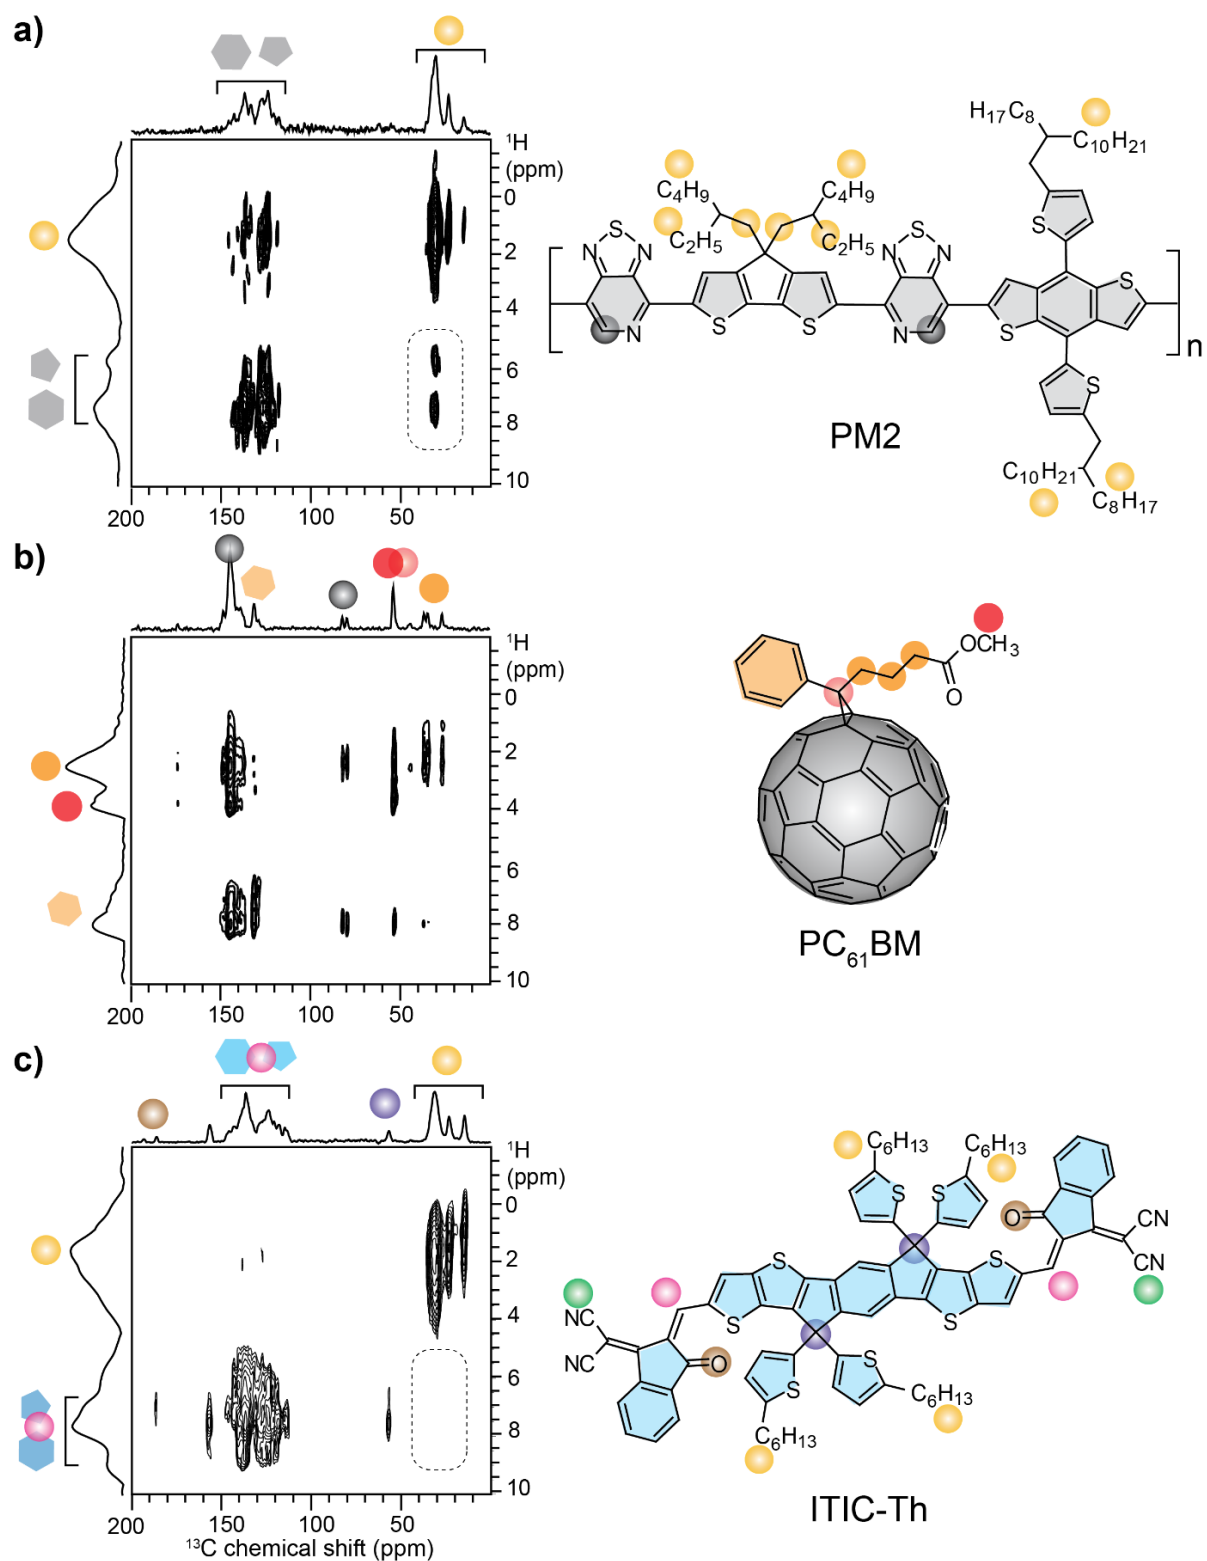 a)
¹H
(ppm)
0
2
4
6
8
10
200
150
100
50
H₁₇C₈
C₁₀H₂₁
C₄H₉
C₄H₉
C₂H₅
C₂H₅
S
S
S
N
N
N
N
S
N
S
S
N
S
S
S
n
PM2
C₁₀H₂₁
C₈H₁₇
b)
¹H
(ppm)
0
2
4
6
8
10
200
150
100
50
OCH₃
O
PC₆₁BM
c)
¹H
(ppm)
0
2
4
6
8
10
200
150
100
50
¹³C chemical shift (ppm)
C₆H₁₃
C₆H₁₃
S
S
O
CN
CN
S
S
NC
S
S
NC
O
S
S
C₆H₁₃
C₆H₁₃
ITIC-Th